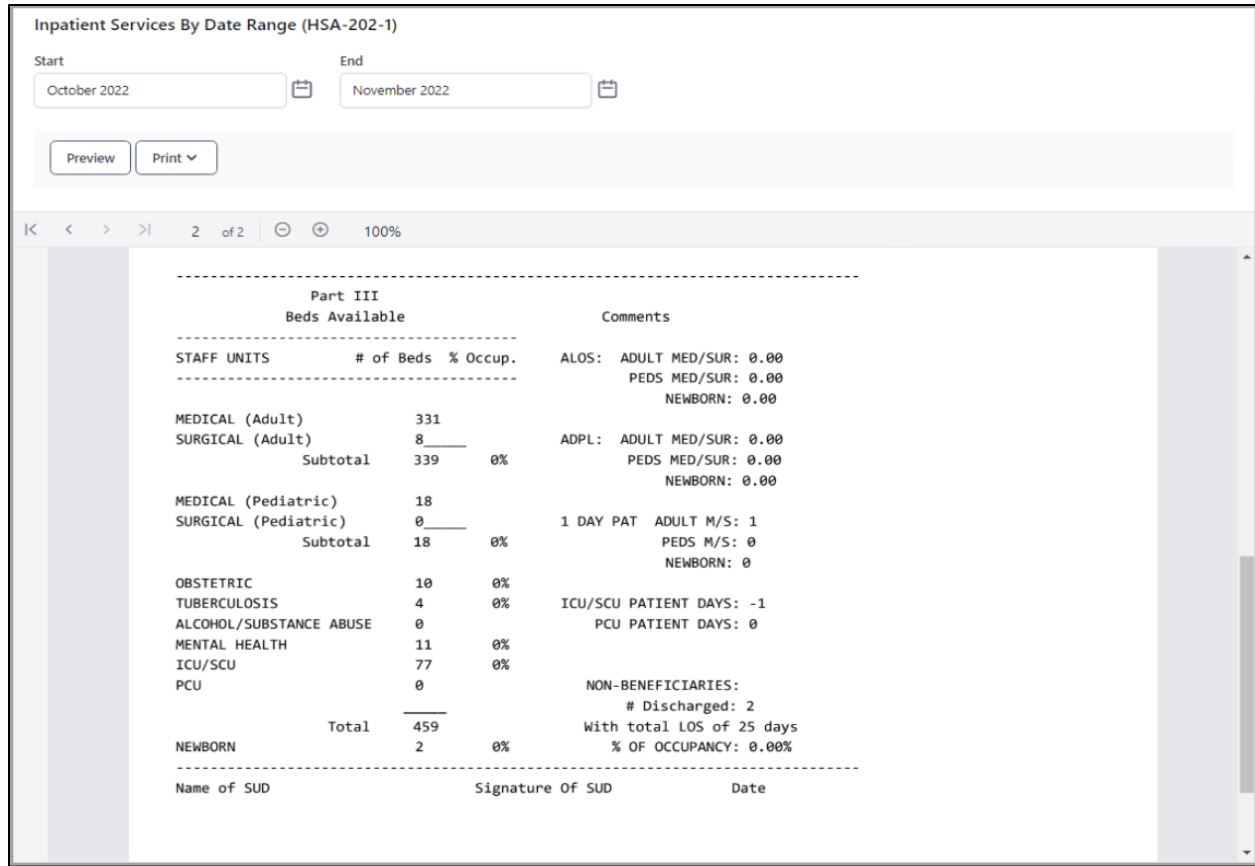 Inpatient Services By Date Range (HSA-202-1)
Start End
October 2022 November 2022
Preview Print
2 of 2 100%
--------------------------------------------------------------------------------
Part III
Beds Available Comments
----------------------------------------
STAFF UNITS # of Beds % Occup. ALOS: ADULT MED/SUR: 0.00
---------------------------------------- PEDS MED/SUR: 0.00
NEWBORN: 0.00
MEDICAL (Adult) 331
SURGICAL (Adult) 8_____ ADPL: ADULT MED/SUR: 0.00
Subtotal 339 0% PEDS MED/SUR: 0.00
NEWBORN: 0.00
MEDICAL (Pediatric) 18
SURGICAL (Pediatric) 0_____ 1 DAY PAT ADULT M/S: 1
Subtotal 18 0% PEDS M/S: 0
NEWBORN: 0
OBSTETRIC 10 0%
TUBERCULOSIS 4 0% ICU/SCU PATIENT DAYS: -1
ALCOHOL/SUBSTANCE ABUSE 0 PCU PATIENT DAYS: 0
MENTAL HEALTH 11 0%
ICU/SCU 77 0%
PCU 0 NON-BENEFICIARIES:
_____ # Discharged: 2
Total 459 With total LOS of 25 days
NEWBORN 2 0% % OF OCCUPANCY: 0.00%
--------------------------------------------------------------------------------
Name of SUD Signature Of SUD Date